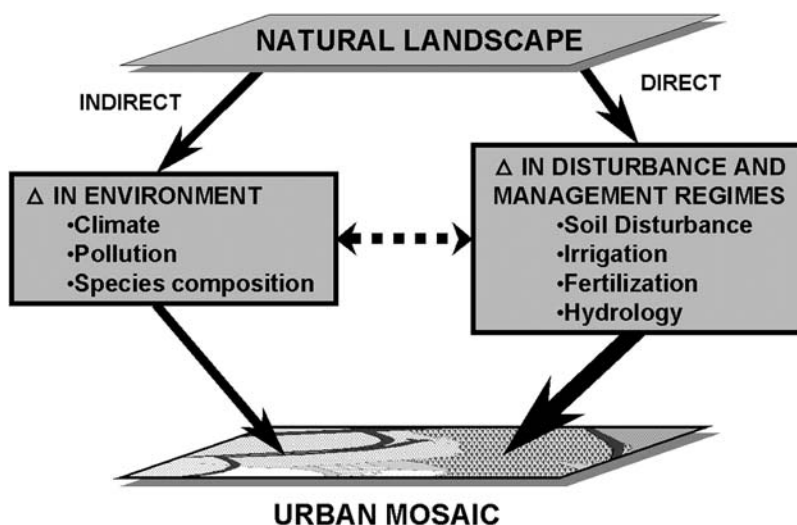 NATURAL LANDSCAPE
INDIRECT
DIRECT
Δ IN ENVIRONMENT
•Climate
•Pollution
•Species composition
Δ IN DISTURBANCE AND
MANAGEMENT REGIMES
•Soil Disturbance
•Irrigation
•Fertilization
•Hydrology
URBAN MOSAIC